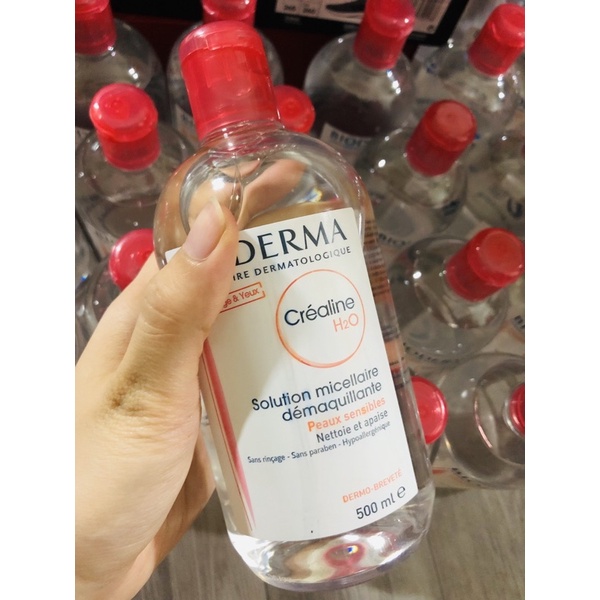 DERMA
IRE DERMATOLOGIQUE
& Yeux
Créaline
H2O
Solution micellaire
démaquillante
Peaux sensibles
Nettoie et apaise
Sans rinçage - Sans paraben - Hypoallergénique
DERMO-BREVETÉ
500 ml ℮